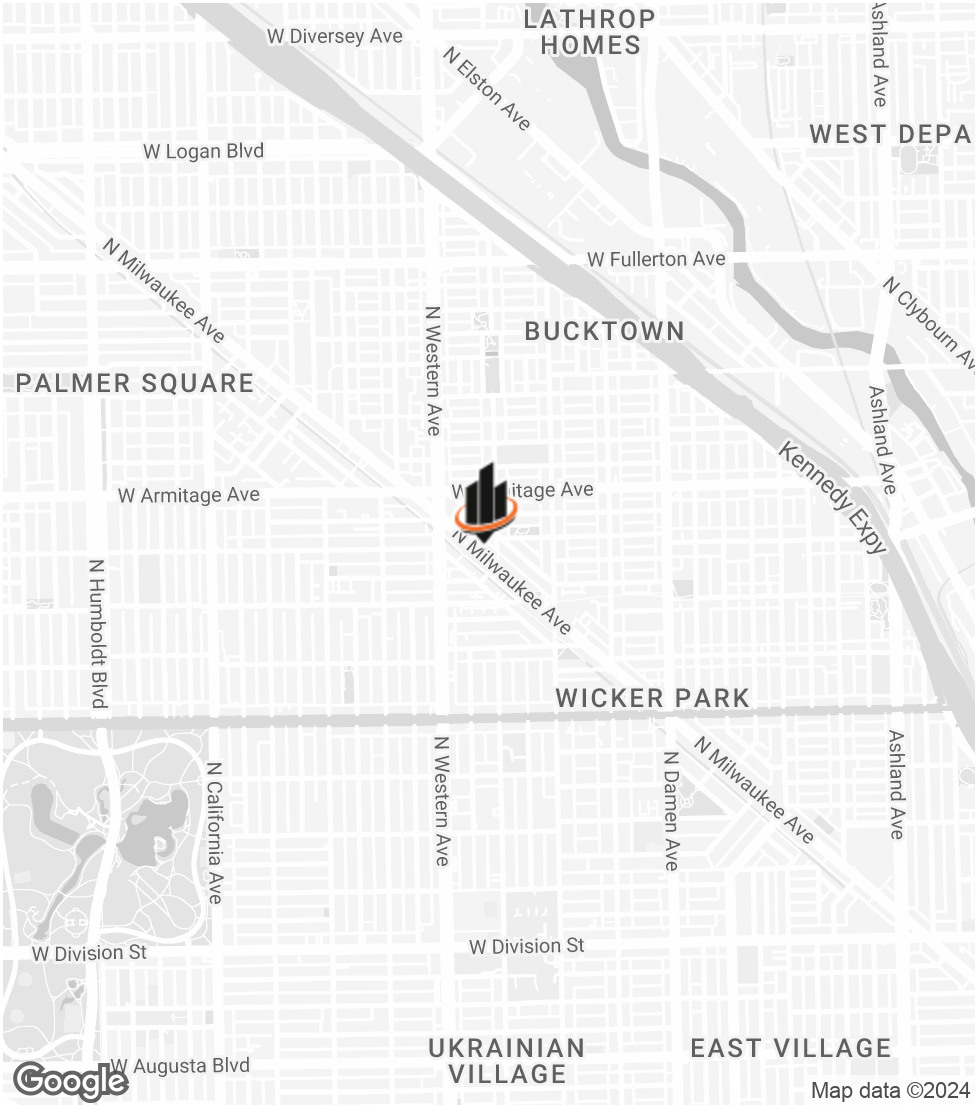 LATHROP
HOMES
W Diversey Ave
N Elston Ave
Ashland Ave
W Logan Blvd
WEST DEPA
N Milwaukee Ave
W Fullerton Ave
N Clybourn Ave
N Western Ave
BUCKTOWN
PALMER SQUARE
Ashland Ave
Kennedy Expy
W Armitage Ave
W
itage Ave
N Milwaukee Ave
N Humboldt Blvd
WICKER PARK
N Milwaukee Ave
Ashland Ave
N California Ave
N Western Ave
N Damen Ave
W Division St
W Division St
UKRAINIAN
VILLAGE
EAST VILLAGE
W Augusta Blvd
Google
Map data ©2024